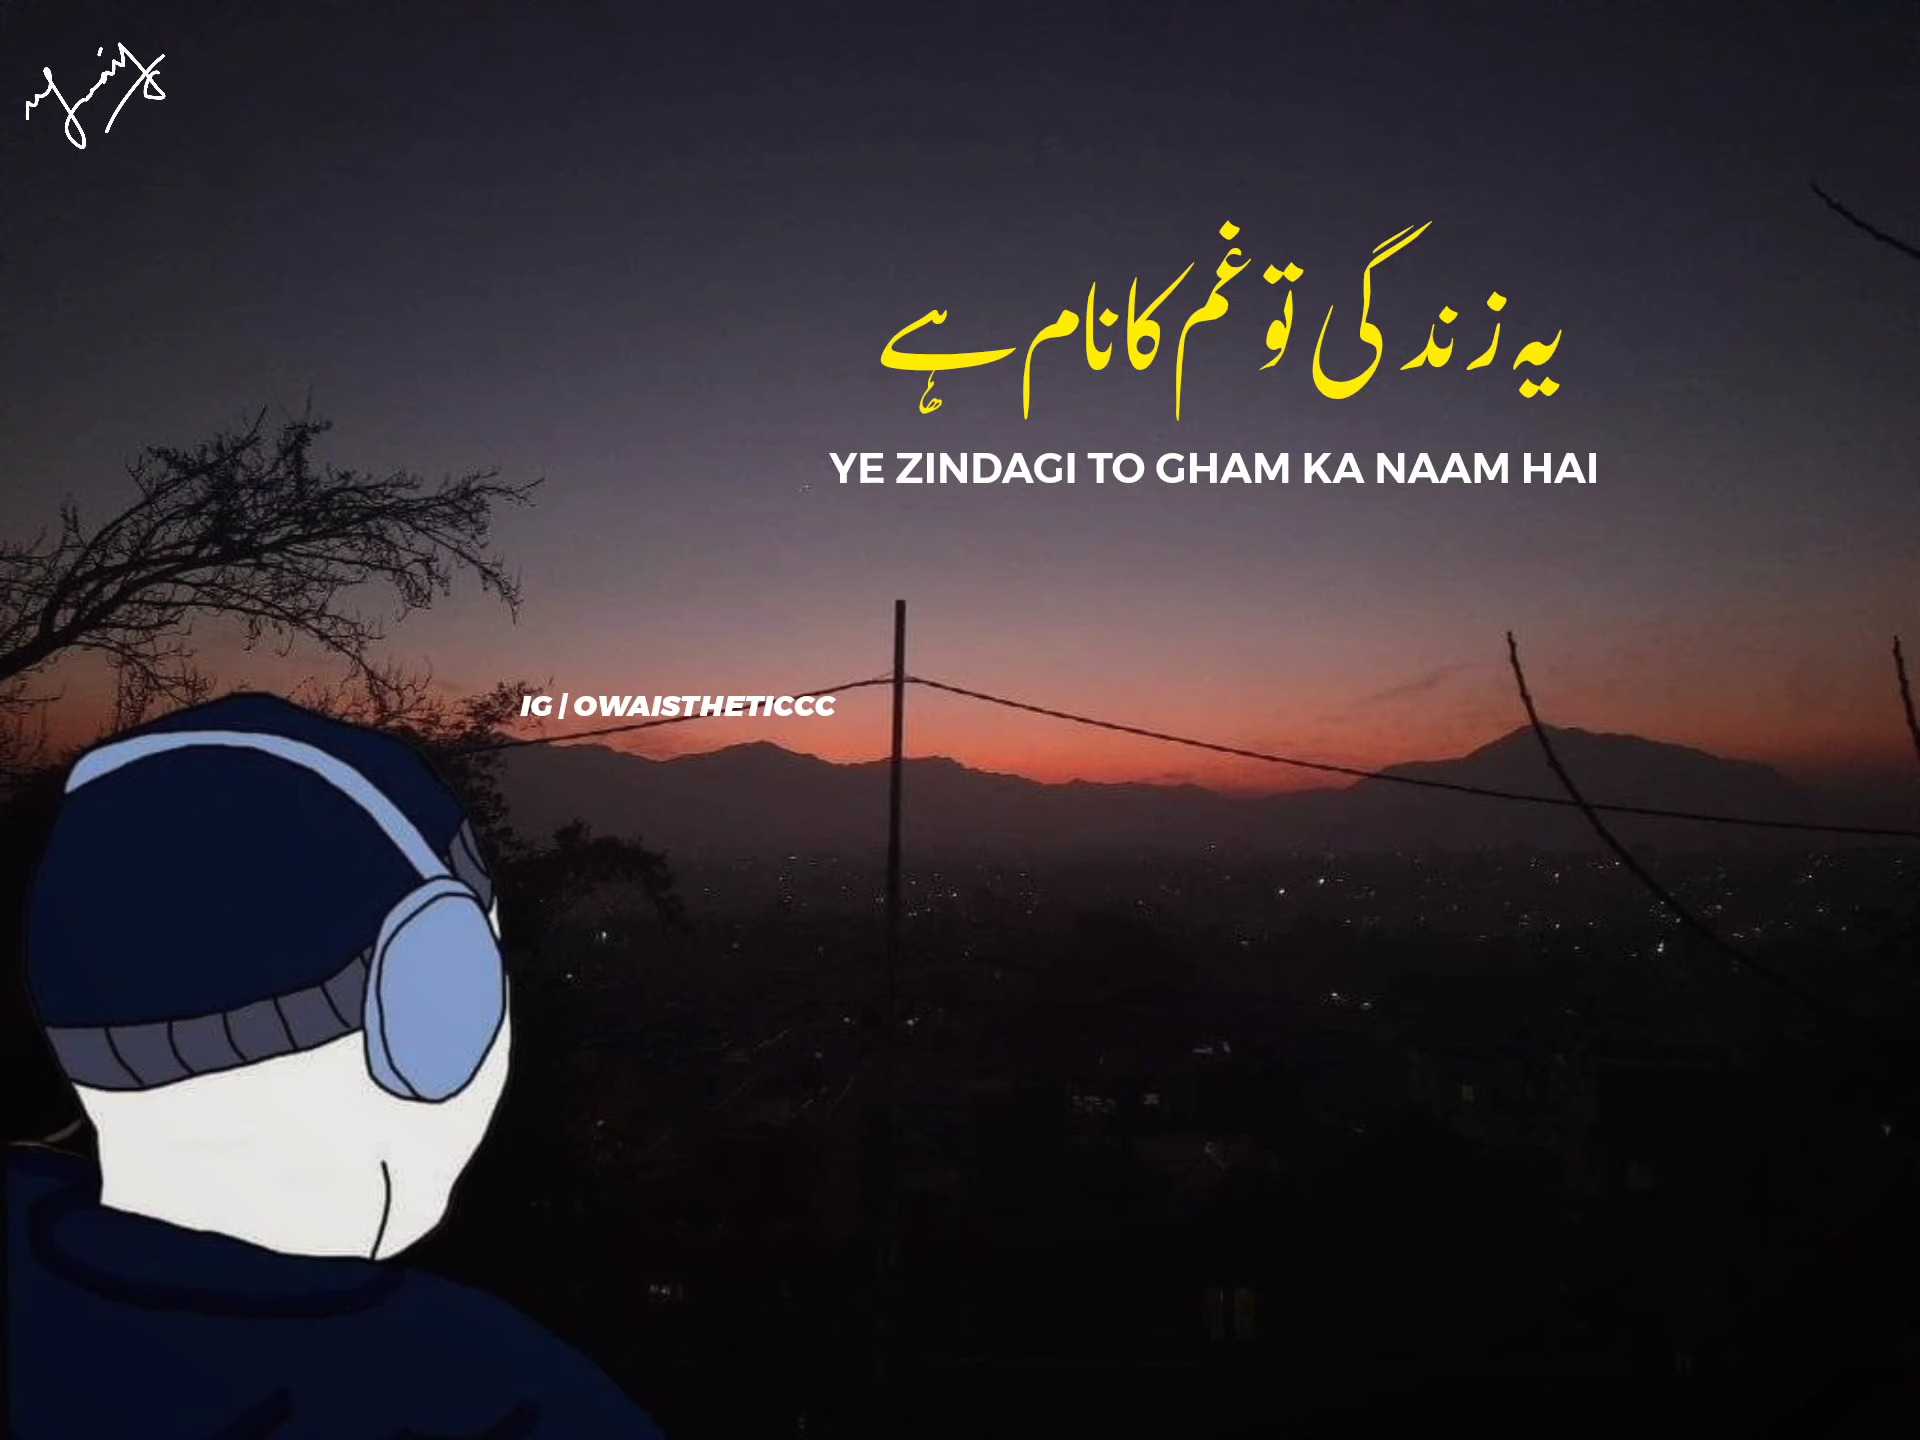 یہ زندگی تو غم کا نام ہے
YE ZINDAGI TO GHAM KA NAAM HAI
IG | OWAISTHETICCC